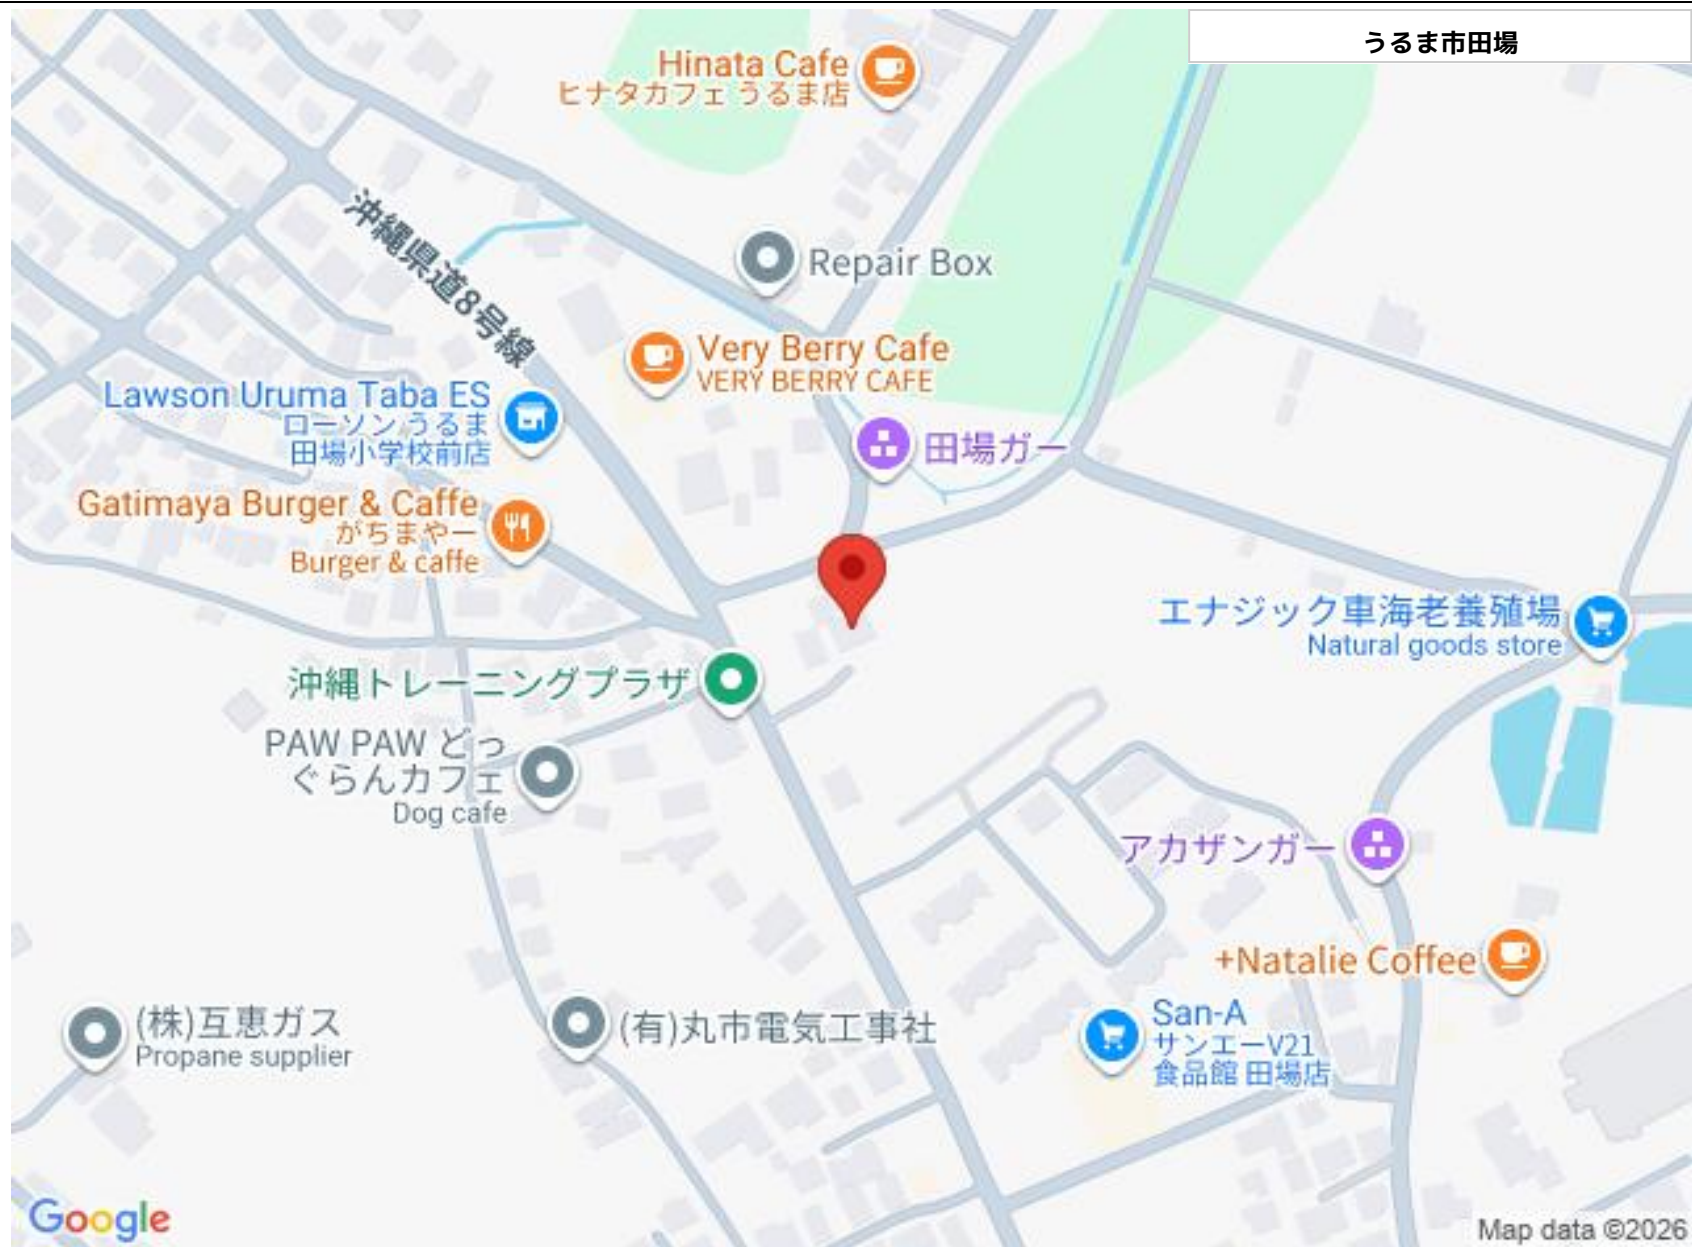 うるま市田場
Hinata Cafe
ヒナタカフェ うるま店
沖縄県道8号線
Repair Box
Very Berry Cafe
VERY BERRY CAFE
Lawson Uruma Taba ES
ローソン うるま
田場小学校前店
田場ガー
Gatimaya Burger & Caffe
がちまやー
Burger & caffe
エナジック車海老養殖場
Natural goods store
沖縄トレーニングプラザ
PAW PAW どっ
ぐらんカフェ
Dog cafe
アカザンガー
+Natalie Coffee
San-A
サンエーV21
食品館 田場店
(株)互恵ガス
Propane supplier
(有)丸市電気工事社
Google
Map data ©2026